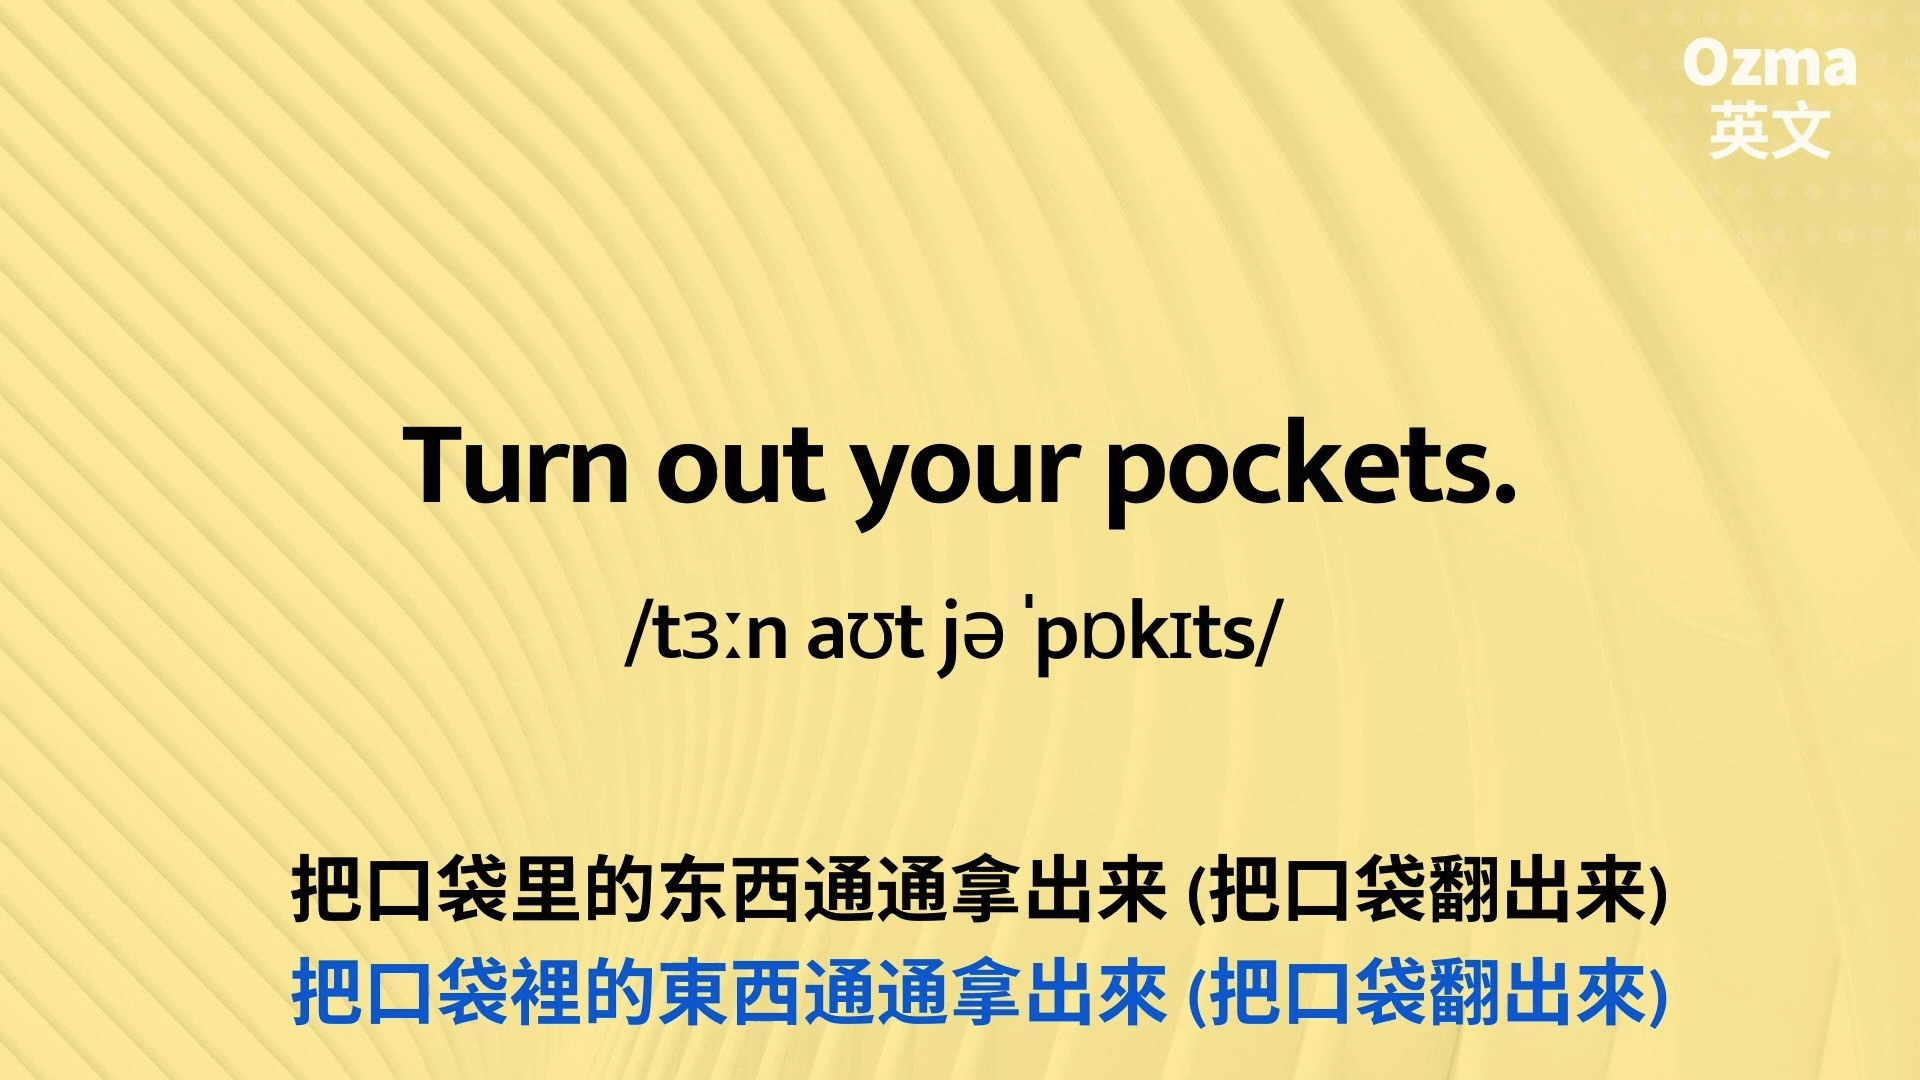 Ozma
英文
Turn out your pockets.
/tɜːn aʊt jə ˈpɒkɪts/
把口袋里的东西通通拿出来 (把口袋翻出来)
把口袋裡的東西通通拿出來 (把口袋翻出來)